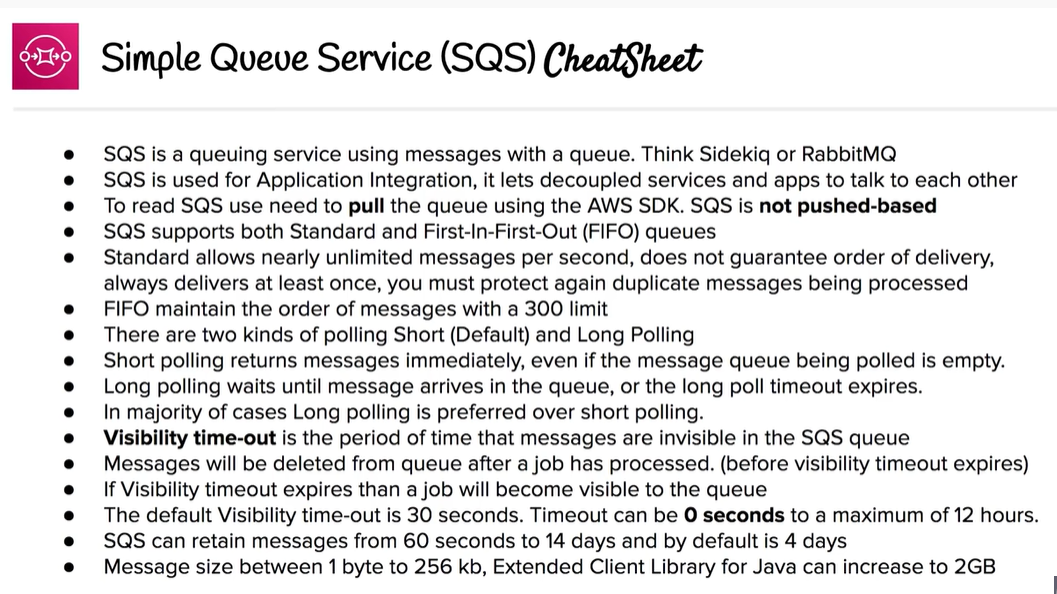 Simple Queue Service (SQS) CheatSheet
● SQS is a queuing service using messages with a queue. Think Sidekiq or RabbitMQ
● SQS is used for Application Integration, it lets decoupled services and apps to talk to each other
● To read SQS use need to pull the queue using the AWS SDK. SQS is not pushed-based
● SQS supports both Standard and First-In-First-Out (FIFO) queues
● Standard allows nearly unlimited messages per second, does not guarantee order of delivery,
always delivers at least once, you must protect again duplicate messages being processed
● FIFO maintain the order of messages with a 300 limit
● There are two kinds of polling Short (Default) and Long Polling
● Short polling returns messages immediately, even if the message queue being polled is empty.
● Long polling waits until message arrives in the queue, or the long poll timeout expires.
● In majority of cases Long polling is preferred over short polling.
● Visibility time-out is the period of time that messages are invisible in the SQS queue
● Messages will be deleted from queue after a job has processed. (before visibility timeout expires)
● If Visibility timeout expires than a job will become visible to the queue
● The default Visibility time-out is 30 seconds. Timeout can be 0 seconds to a maximum of 12 hours.
● SQS can retain messages from 60 seconds to 14 days and by default is 4 days
● Message size between 1 byte to 256 kb, Extended Client Library for Java can increase to 2GB